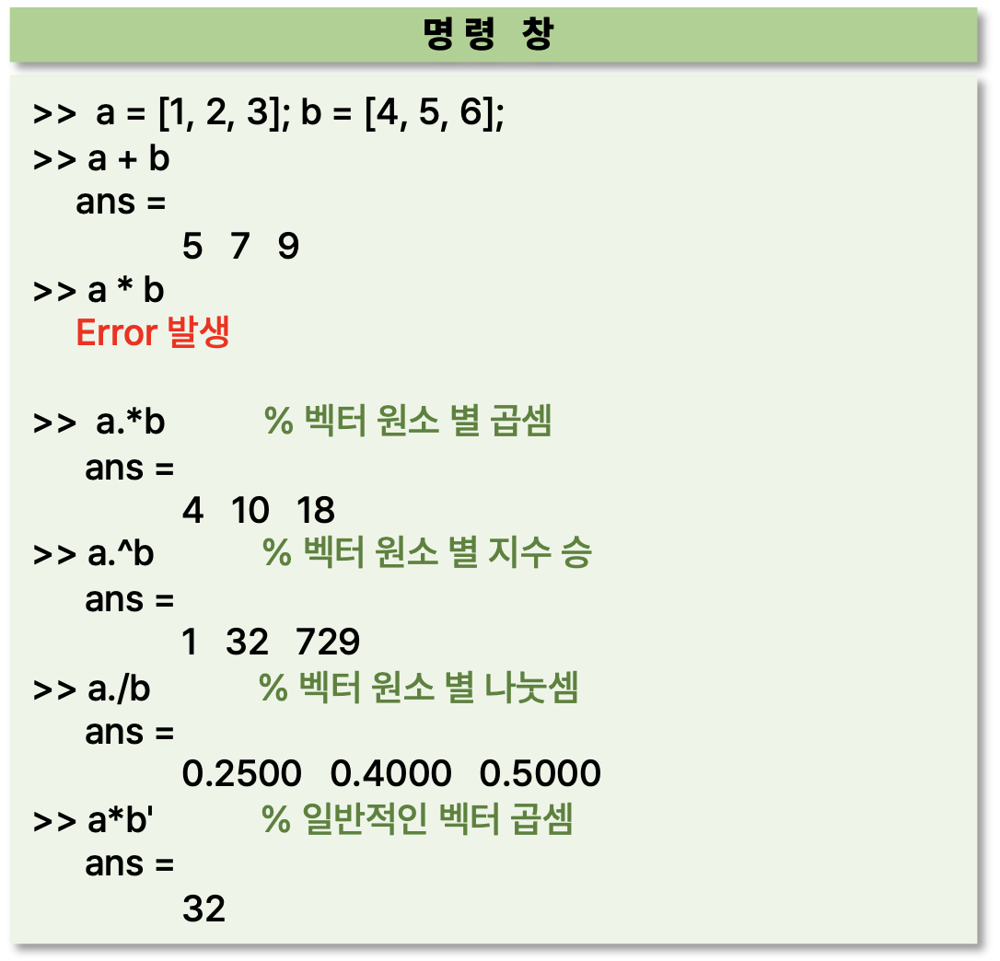 명령 창
>> a = [1, 2, 3]; b = [4, 5, 6];
>> a + b
ans =
5 7 9
>> a * b
Error 발생
>> a.*b % 벡터 원소 별 곱셈
ans =
4 10 18
>> a.^b % 벡터 원소 별 지수 승
ans =
1 32 729
>> a./b % 벡터 원소 별 나눗셈
ans =
0.2500 0.4000 0.5000
>> a*b' % 일반적인 벡터 곱셈
ans =
32